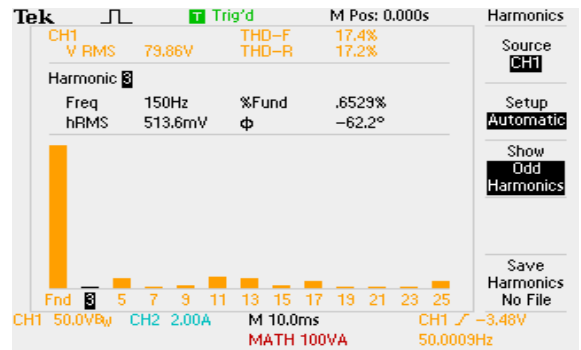 Tek T Trig'd M Pos: 0.000s Harmonics
CH1 THD-F 17.4%
V RMS 79.86V THD-R 17.2%
Source
CH1
Harmonic 3
Freq 150Hz %Fund .6529%
hRMS 513.6mV Φ -62.2°
Setup
Automatic
Show
Odd
Harmonics
Save
Harmonics
No File
Fnd 3 5 7 9 11 13 15 17 19 21 23 25
CH1 50.0VBW CH2 2.00A M 10.0ms CH1 -3.48V
MATH 100VA 50.0009Hz